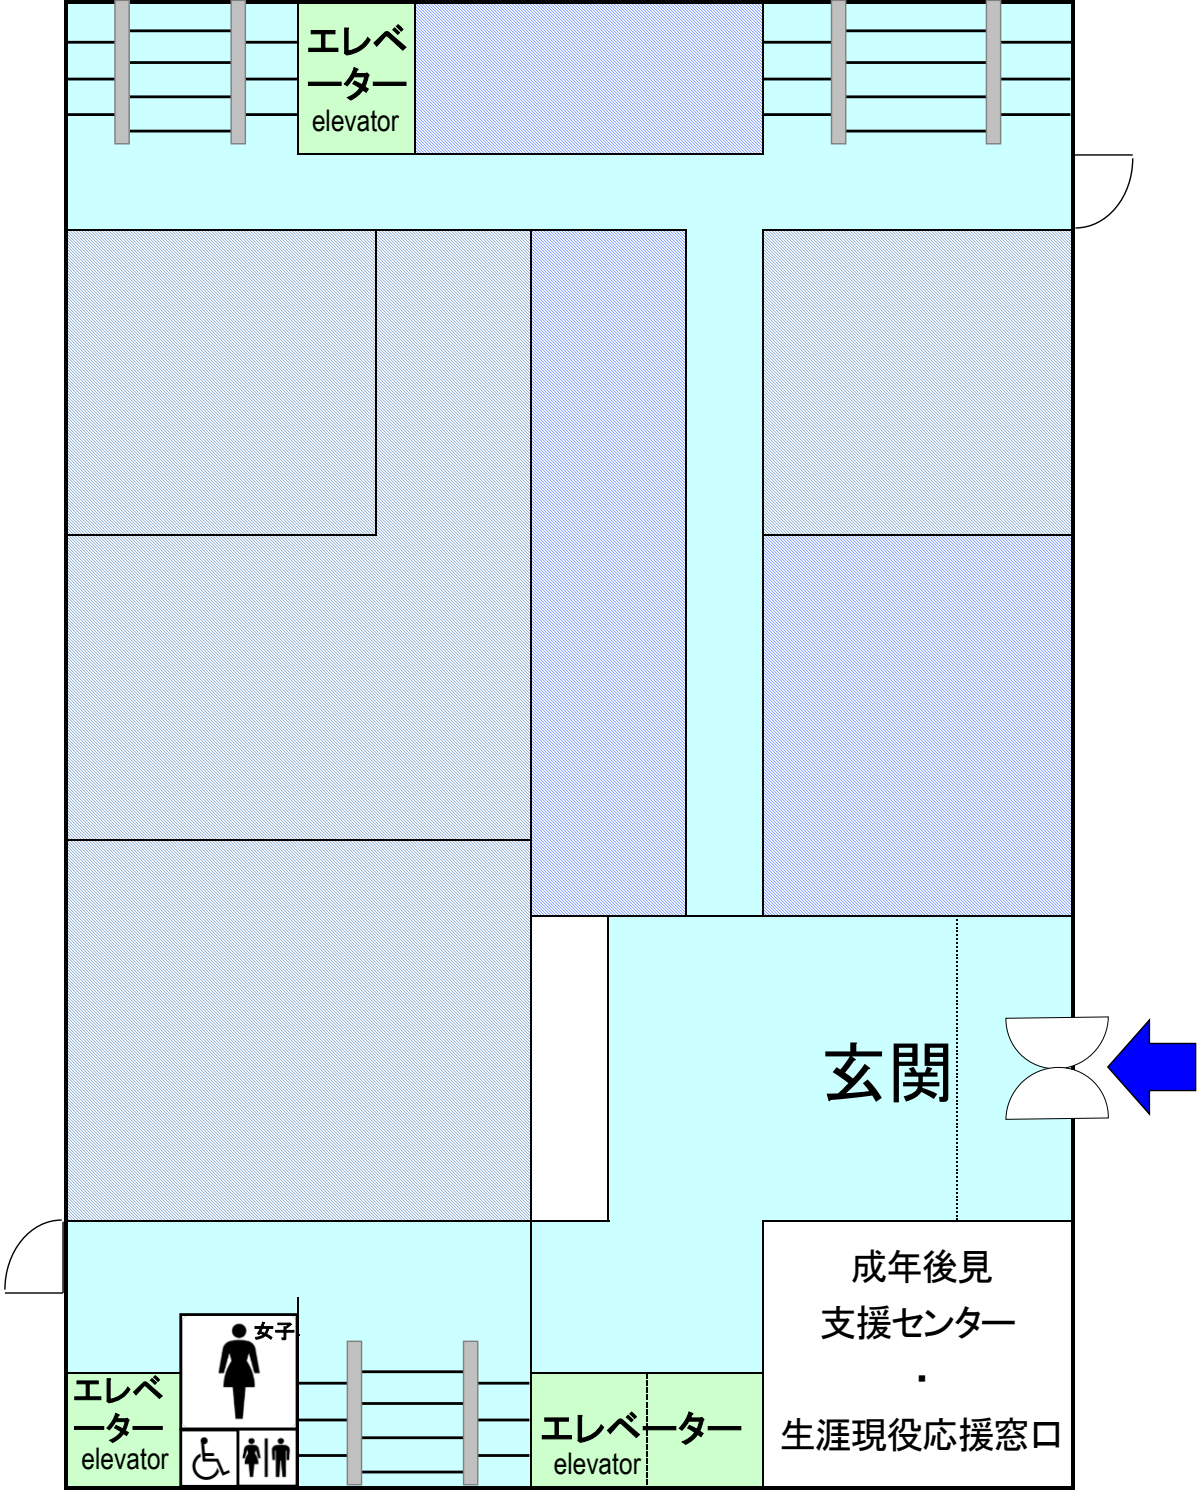 エレベ
ーター
elevator
玄関
成年後見
支援センター
・
生涯現役応援窓口
女子
エレベ
ーター
elevator
エレベーター
elevator